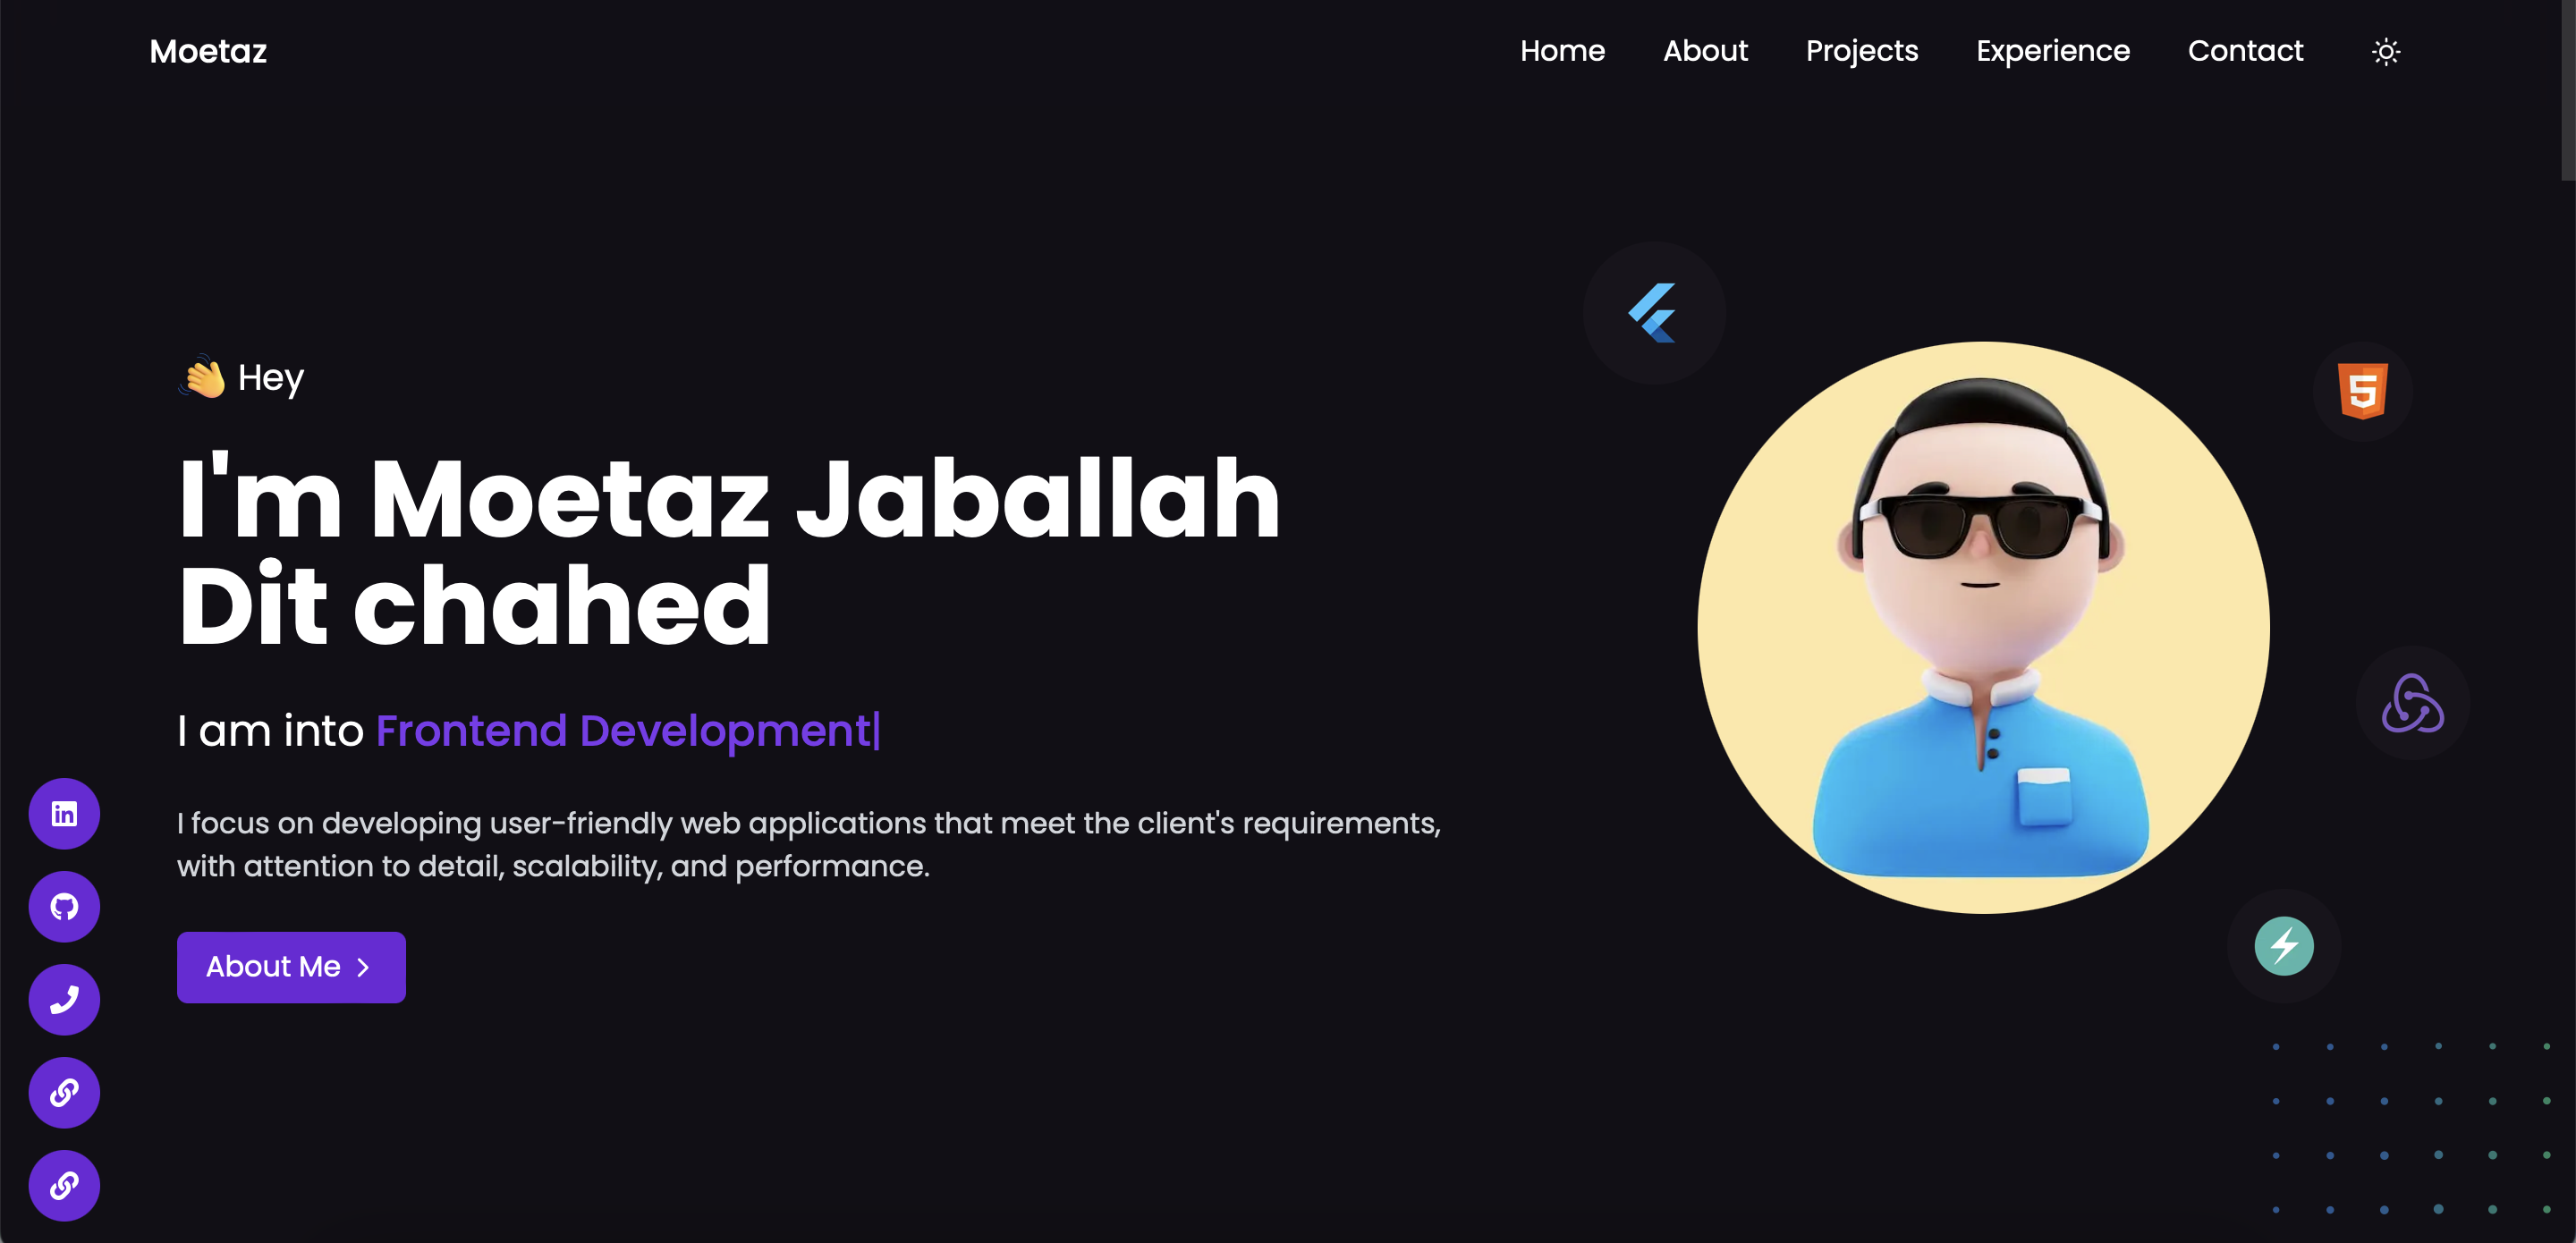 Moetaz
Home About Projects Experience Contact
Hey
I'm Moetaz Jaballah
Dit chahed
I am into Frontend Development|
I focus on developing user-friendly web applications that meet the client's requirements,
with attention to detail, scalability, and performance.
About Me
in
5